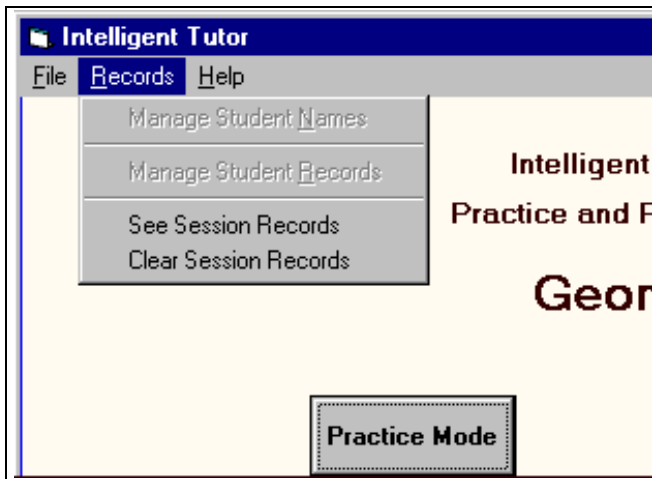 Intelligent Tutor
File Records Help
Manage Student Names
Manage Student Records
See Session Records
Clear Session Records
Intelligent
Practice and P
Geor
Practice Mode